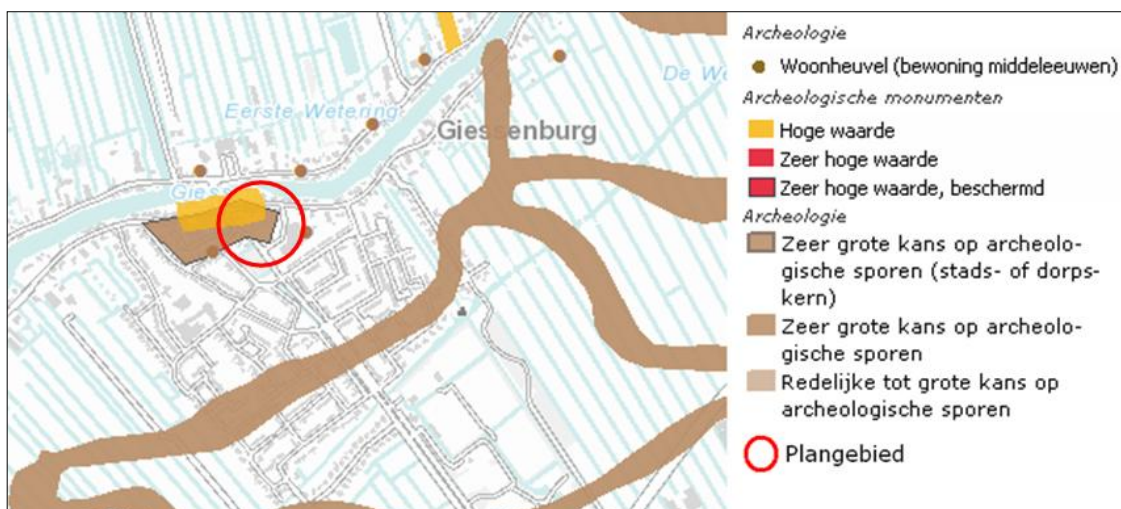 Eerste Wetering
De We
Giessenburg
Giess
Archeologie
Woonheuvel (bewoning middeleeuwen)
Archeologische monumenten
Hoge waarde
Zeer hoge waarde
Zeer hoge waarde, beschermd
Archeologie
Zeer grote kans op archeolo-
gische sporen (stads- of dorps-
kern)
Zeer grote kans op archeolo-
gische sporen
Redelijke tot grote kans op
archeologische sporen
Plangebied